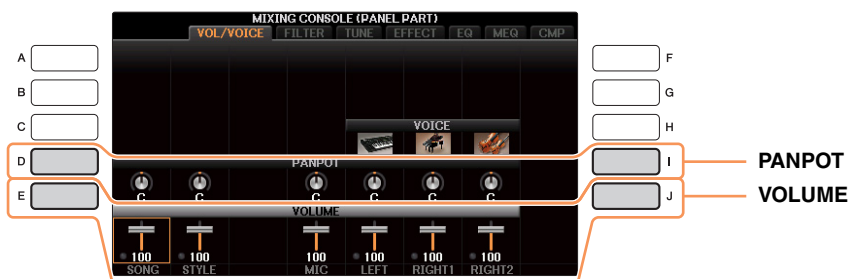 MIXING CONSOLE (PANEL PART)
VOL/VOICE FILTER TUNE EFFECT EQ MEQ CMP
A F
B G
C VOICE H
D I PANPOT
PANPOT
C C C C C C
E J VOLUME
VOLUME
100 100 100 100 100 100
SONG STYLE MIC LEFT RIGHT1 RIGHT2